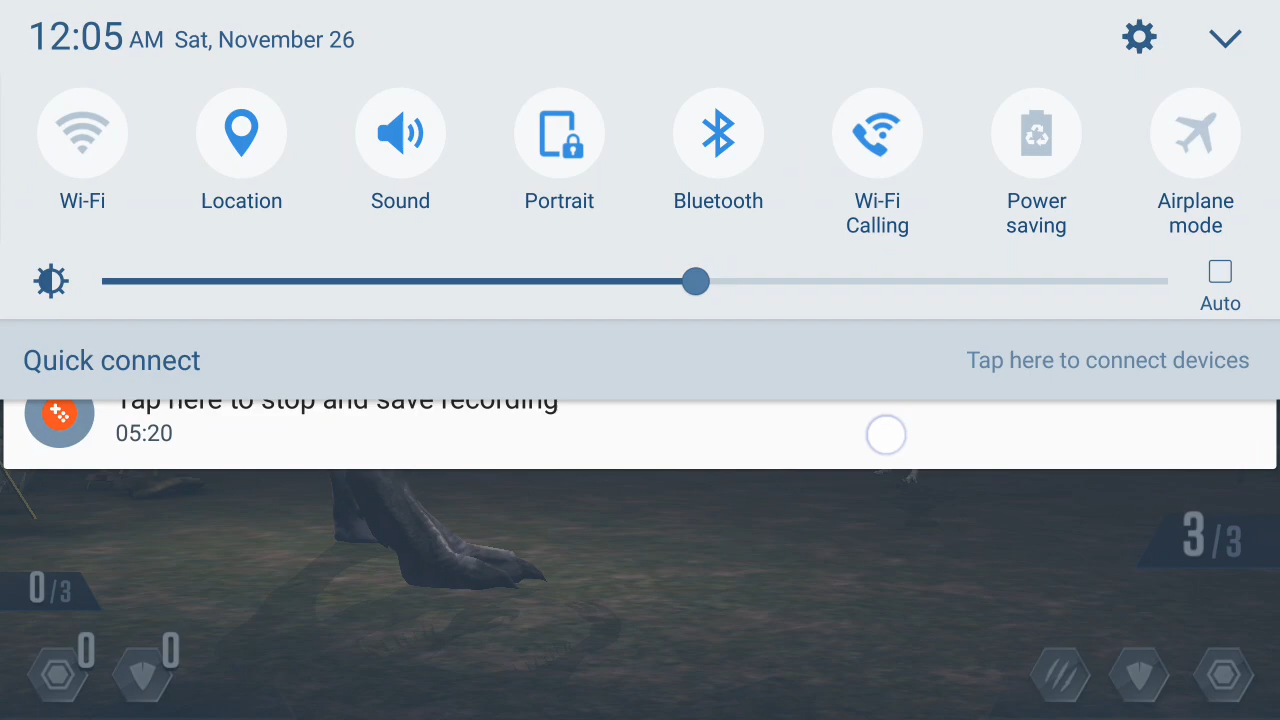 12:05 AM Sat, November 26
Wi-Fi
Location
Sound
Portrait
Bluetooth
Wi-Fi
Calling
Power
saving
Airplane
mode
Auto
Quick connect
Tap here to connect devices
Tap here to stop and save recording
05:20
3/3
0/3
0
0